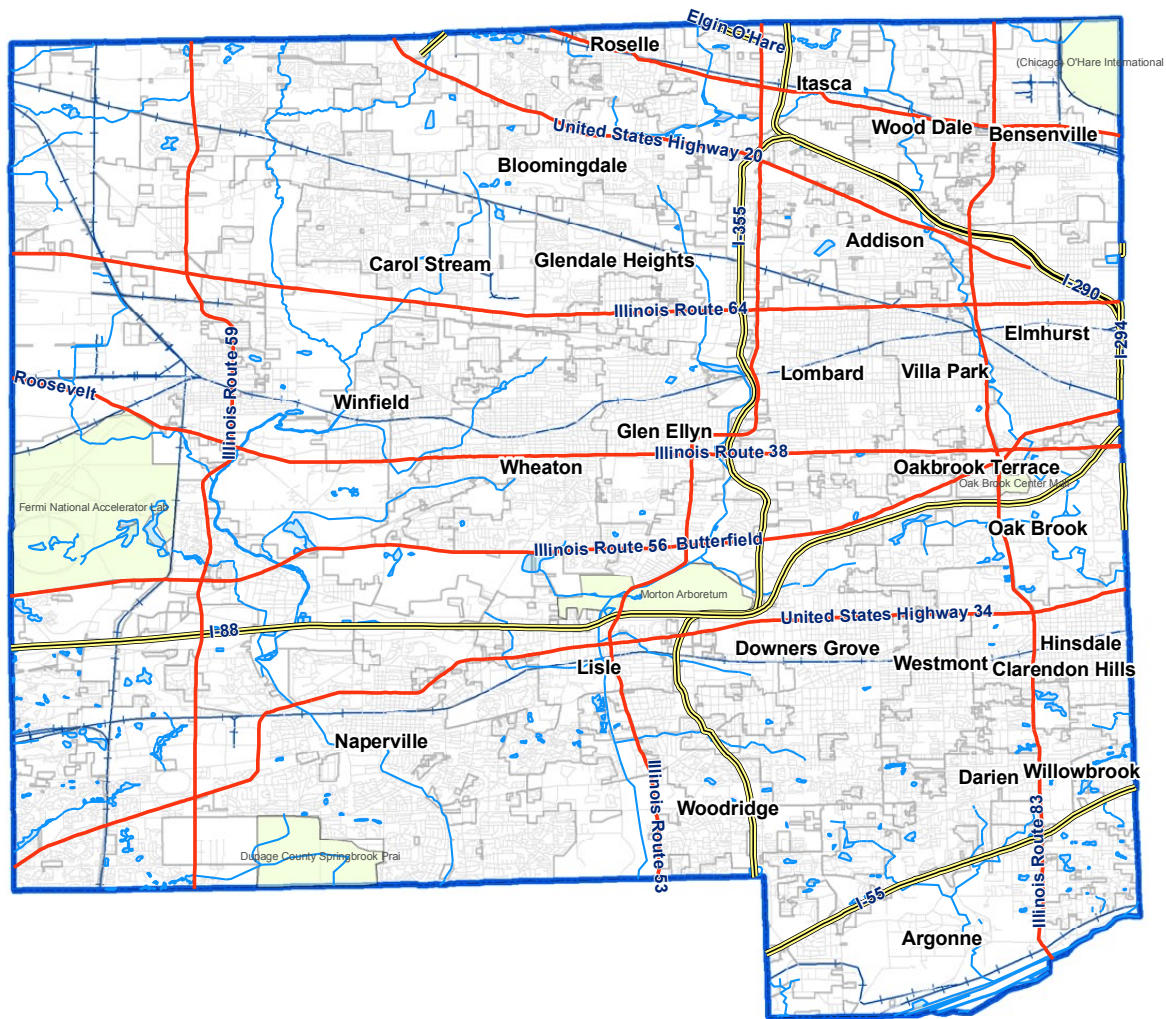 Elgin O'Hare
Roselle
(Chicago) O'Hare International
Itasca
Wood Dale
Bensenville
United States Highway 20
Bloomingdale
I-355
Addison
Carol Stream
Glendale Heights
I-290
Illinois Route 64
Elmhurst
I-294
Illinois Route 59
Roosevelt
Lombard
Villa Park
Winfield
Glen Ellyn
Illinois Route 38
Wheaton
Oakbrook Terrace
Oak Brook Center Mall
Fermi National Accelerator Lab
Oak Brook
Illinois Route 56 Butterfield
Morton Arboretum
United States Highway 34
I-88
Downers Grove
Hinsdale
Westmont
Clarendon Hills
Lisle
Naperville
Darien
Willowbrook
Woodridge
Illinois Route 53
Illinois Route 83
Dupage County Springbrook Prai
I-55
Argonne